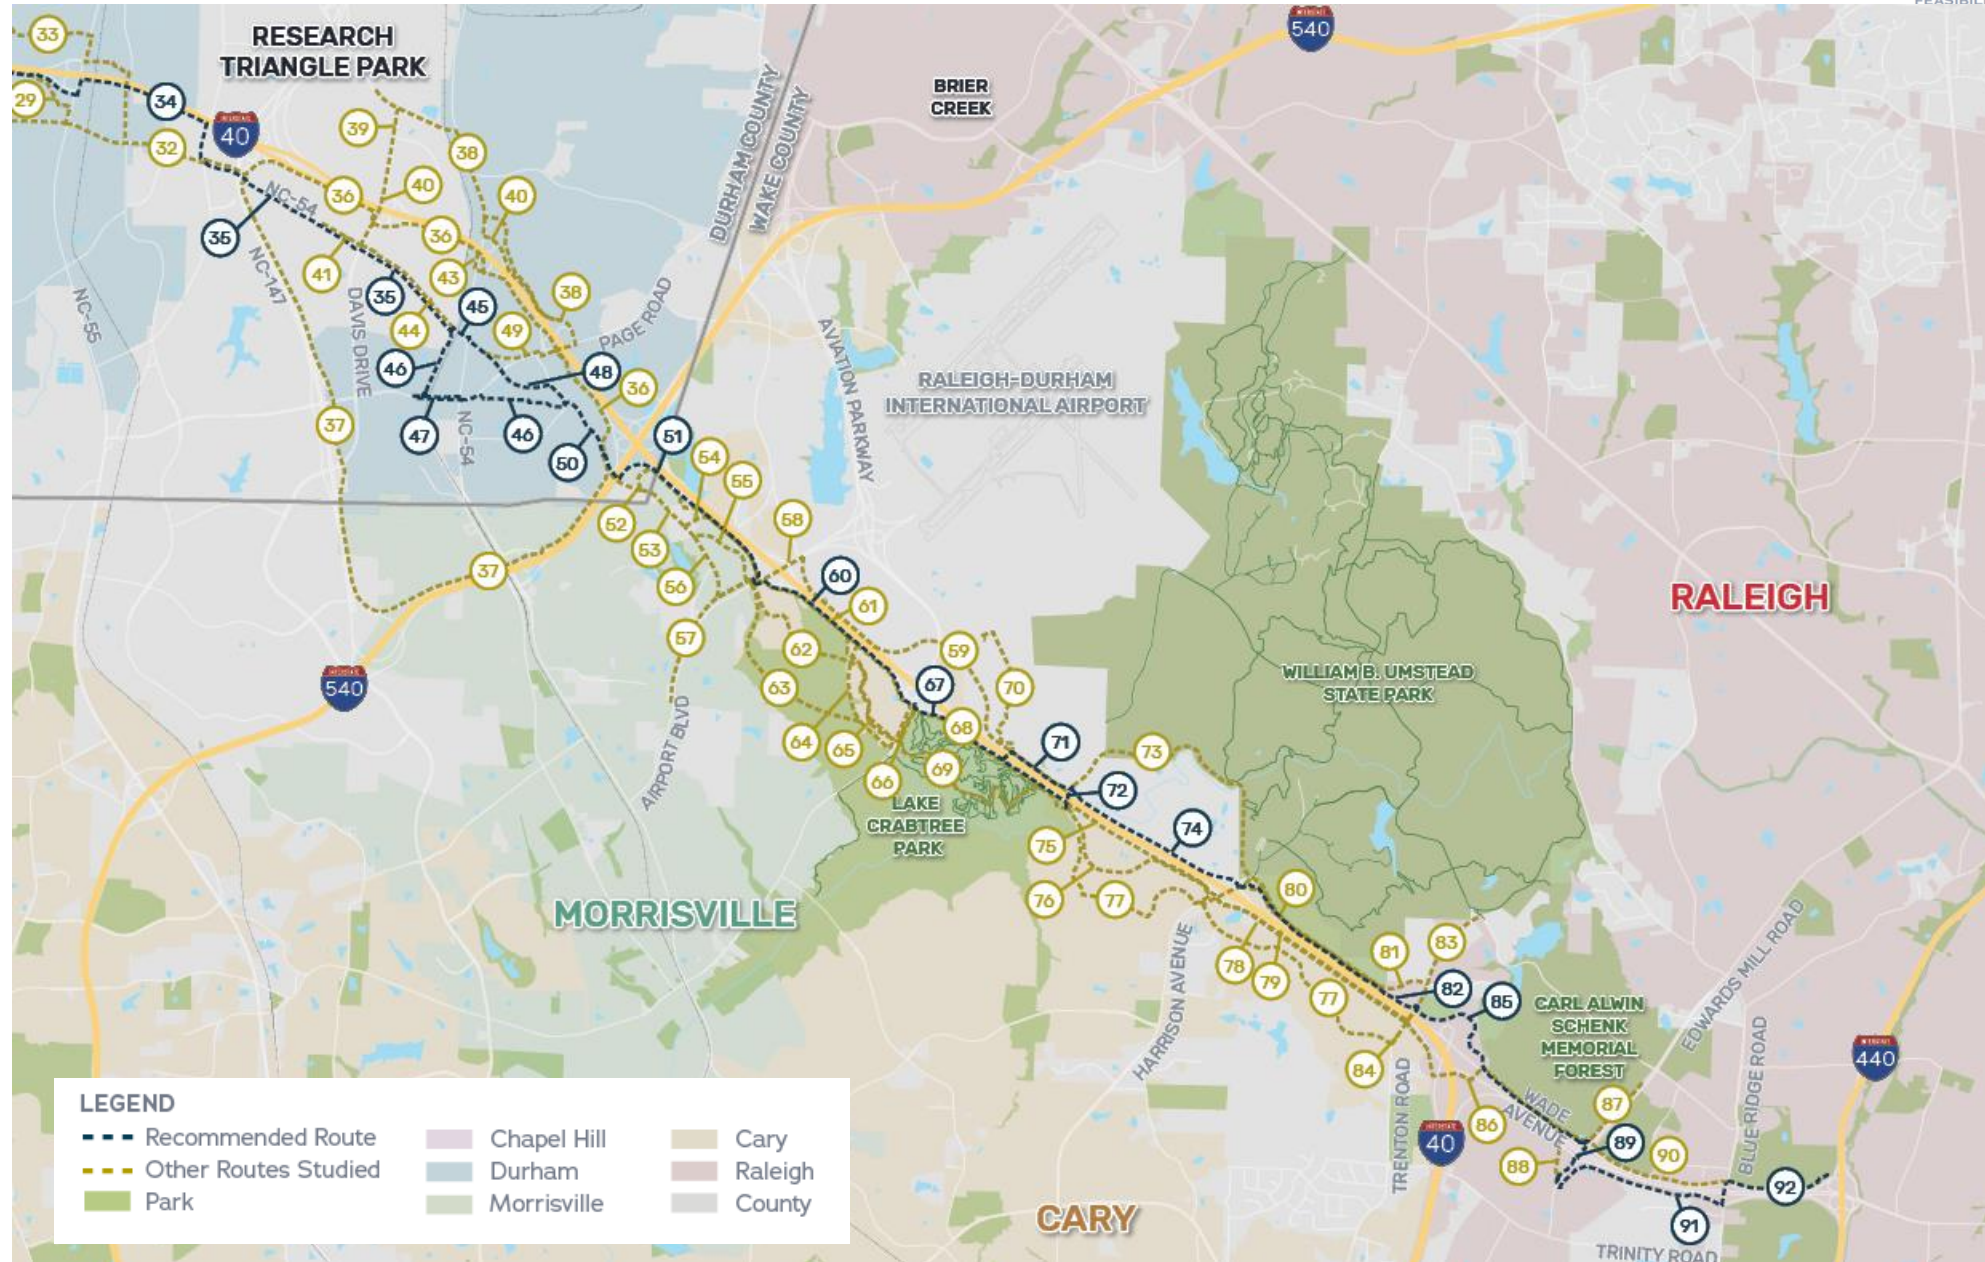 FEASIBIL
33
RESEARCH
TRIANGLE PARK
540
29
34
40
39
32
38
BRIER
CREEK
DURHAM COUNTY
WAKE COUNTY
NC-54
36
40
40
35
36
41
43
NC-147
NC-55
DAVIS DRIVE
35
45
38
44
49
PAGE ROAD
46
48
36
AVIATION PARKWAY
RALEIGH-DURHAM
INTERNATIONAL AIRPORT
37
47
NC-54
46
50
51
54
55
52
53
58
56
37
60
61
57
RALEIGH
62
59
63
67
70
540
WILLIAM B. UMSTEAD
STATE PARK
AIRPORT BLVD
64
65
68
71
73
66
69
72
LAKE
CRABTREE
PARK
74
75
76
77
80
MORRISVILLE
HARRISON AVENUE
78
79
81
83
77
82
85
CARL ALWIN
SCHENK
MEMORIAL
FOREST
EDWARDS MILL ROAD
BLUE RIDGE ROAD
440
84
TRENTON ROAD
WADE
AVENUE
87
86
40
89
88
90
92
91
CARY
TRINITY ROAD
LEGEND
Recommended Route
Other Routes Studied
Park
Chapel Hill
Durham
Morrisville
Cary
Raleigh
County